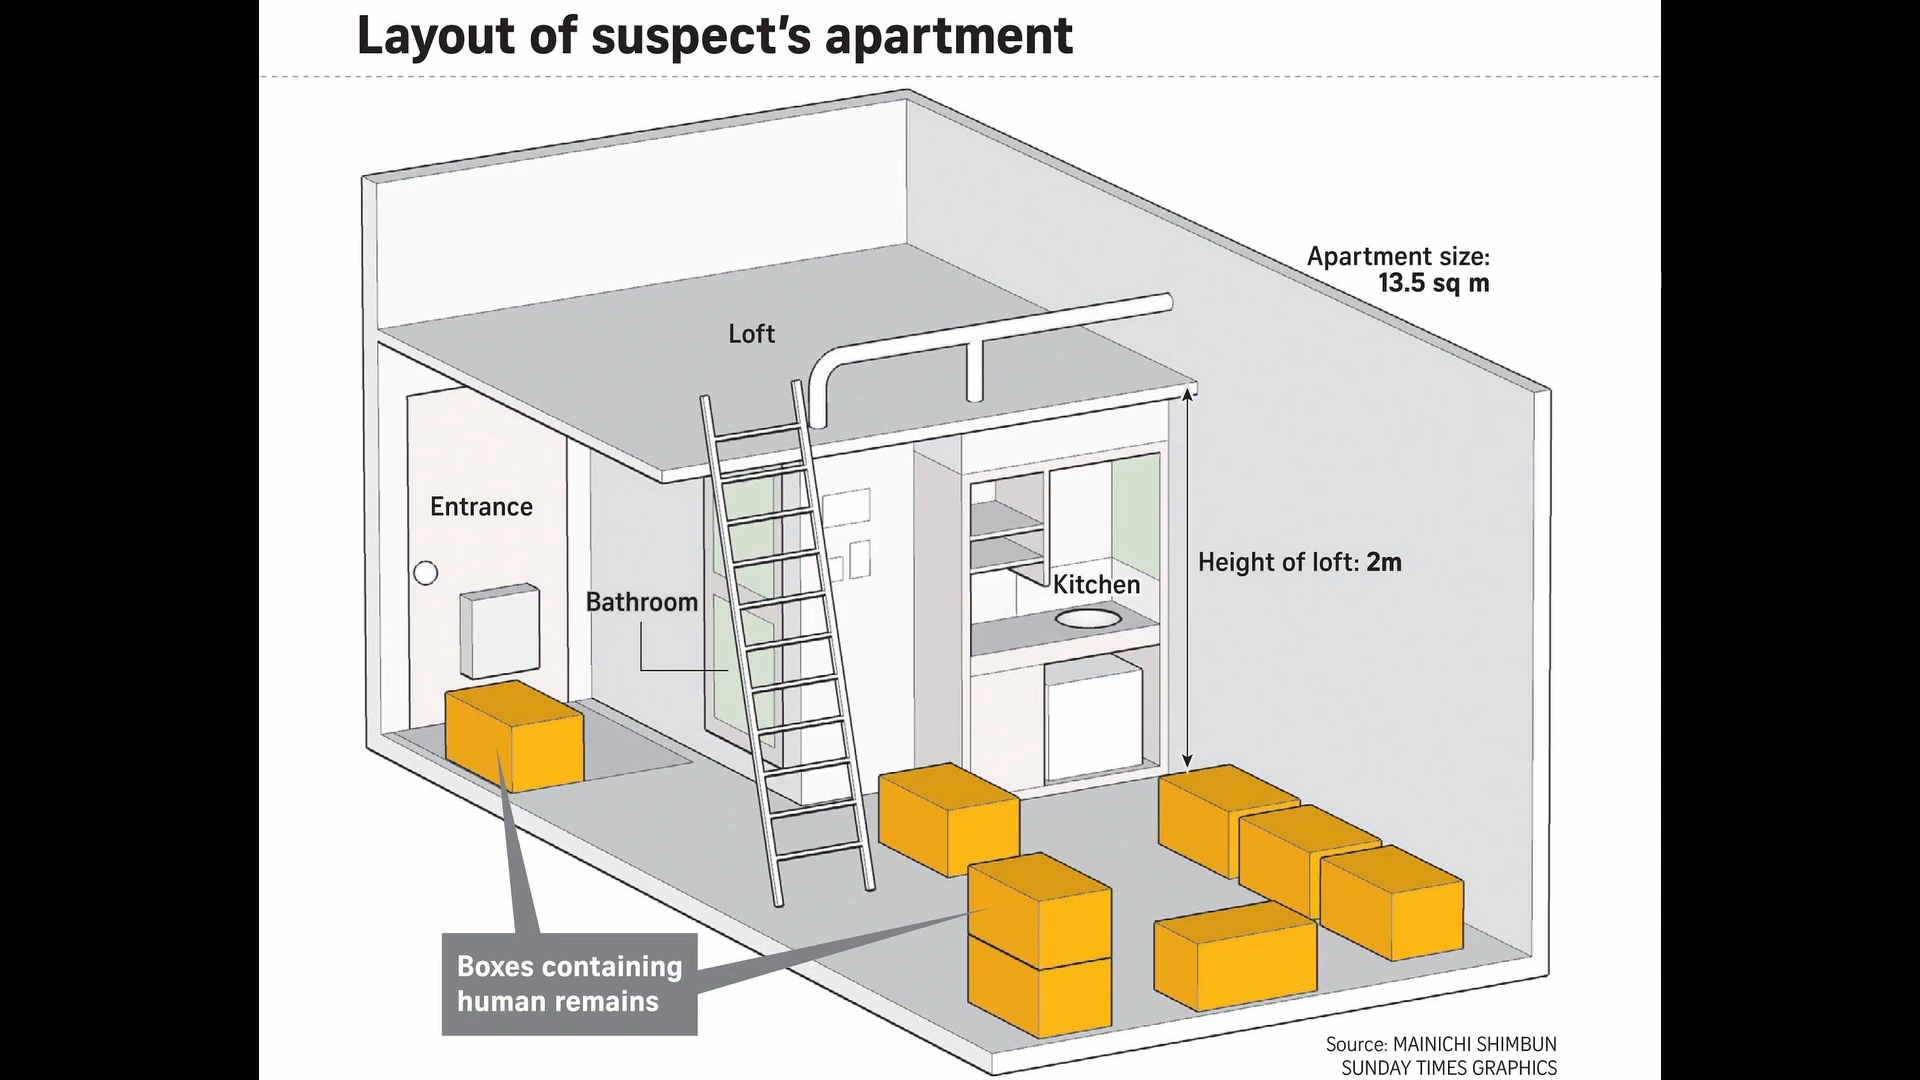 Layout of suspect's apartment
Apartment size:
13.5 sq m
Loft
Entrance
Height of loft: 2m
Kitchen
Bathroom
Boxes containing
human remains
Source: MAINICHI SHIMBUN
SUNDAY TIMES GRAPHICS